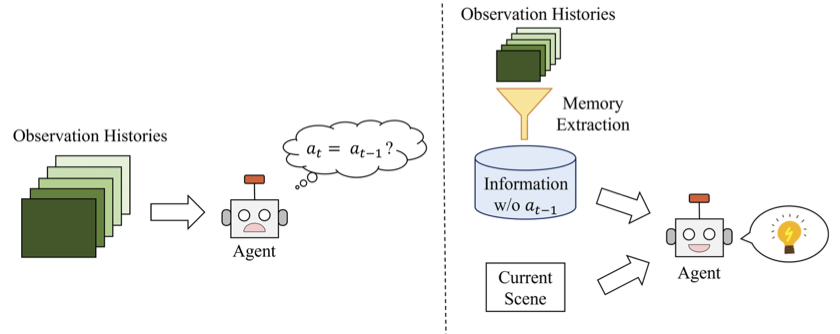 Observation Histories
a_t = a_{t-1}?
Agent
Observation Histories
Memory
Extraction
Information
w/o a_{t-1}
Current
Scene
Agent